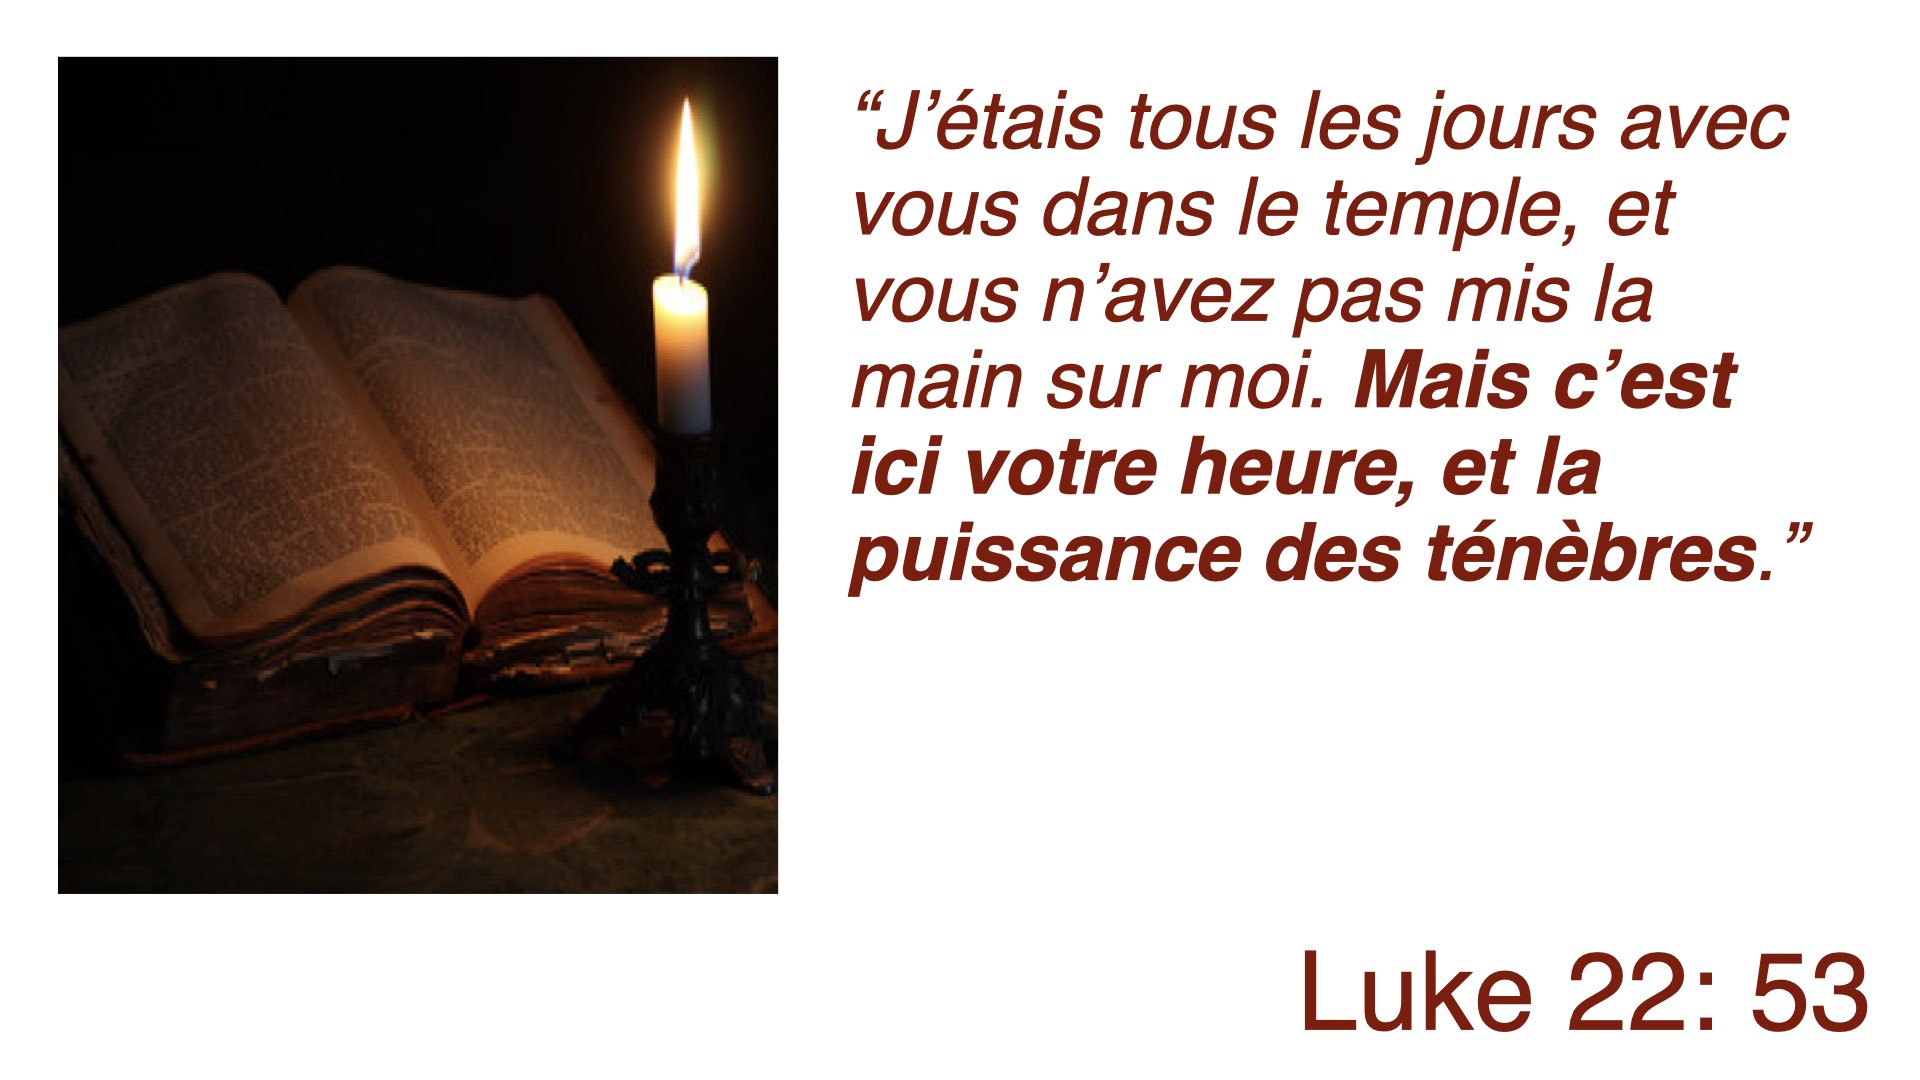 “J’étais tous les jours avec
vous dans le temple, et
vous n’avez pas mis la
main sur moi. Mais c’est
ici votre heure, et la
puissance des ténèbres.”
Luke 22: 53